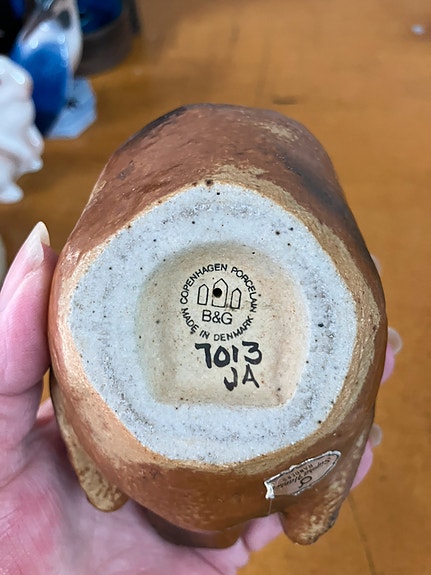 COPENHAGEN PORCELAIN
B&G
MADE IN DENMARK
7013
JA